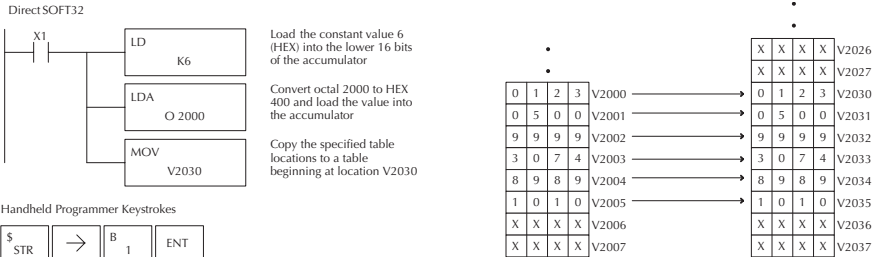 Direct SOFT32
X1
LD
K6
Load the constant value 6
(HEX) into the lower 16 bits
of the accumulator
LDA
O 2000
Convert octal 2000 to HEX
400 and load the value into
the accumulator
MOV
V2030
Copy the specified table
locations to a table
beginning at location V2030
Handheld Programmer Keystrokes
$ STR → B 1 ENT
0 1 2 3 V2000
0 5 0 0 V2001
9 9 9 9 V2002
3 0 7 4 V2003
8 9 8 9 V2004
1 0 1 0 V2005
X X X X V2006
X X X X V2007
X X X X V2026
X X X X V2027
0 1 2 3 V2030
0 5 0 0 V2031
9 9 9 9 V2032
3 0 7 4 V2033
8 9 8 9 V2034
1 0 1 0 V2035
X X X X V2036
X X X X V2037